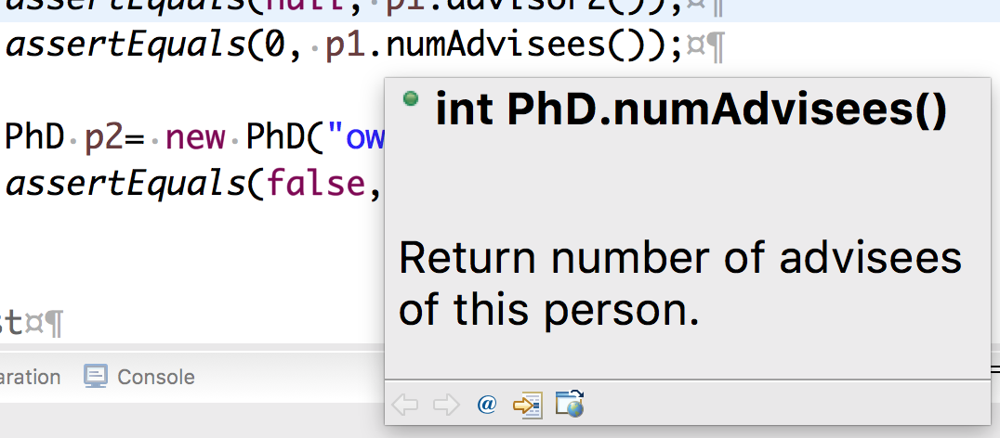 assertEquals(null, p1.advisor2());¤¶
assertEquals(0, p1.numAdvisees());¤¶
int PhD.numAdvisees()
PhD p2= new PhD("ow
assertEquals(false,
Return number of advisees
of this person.
st¤¶
aration Console
@